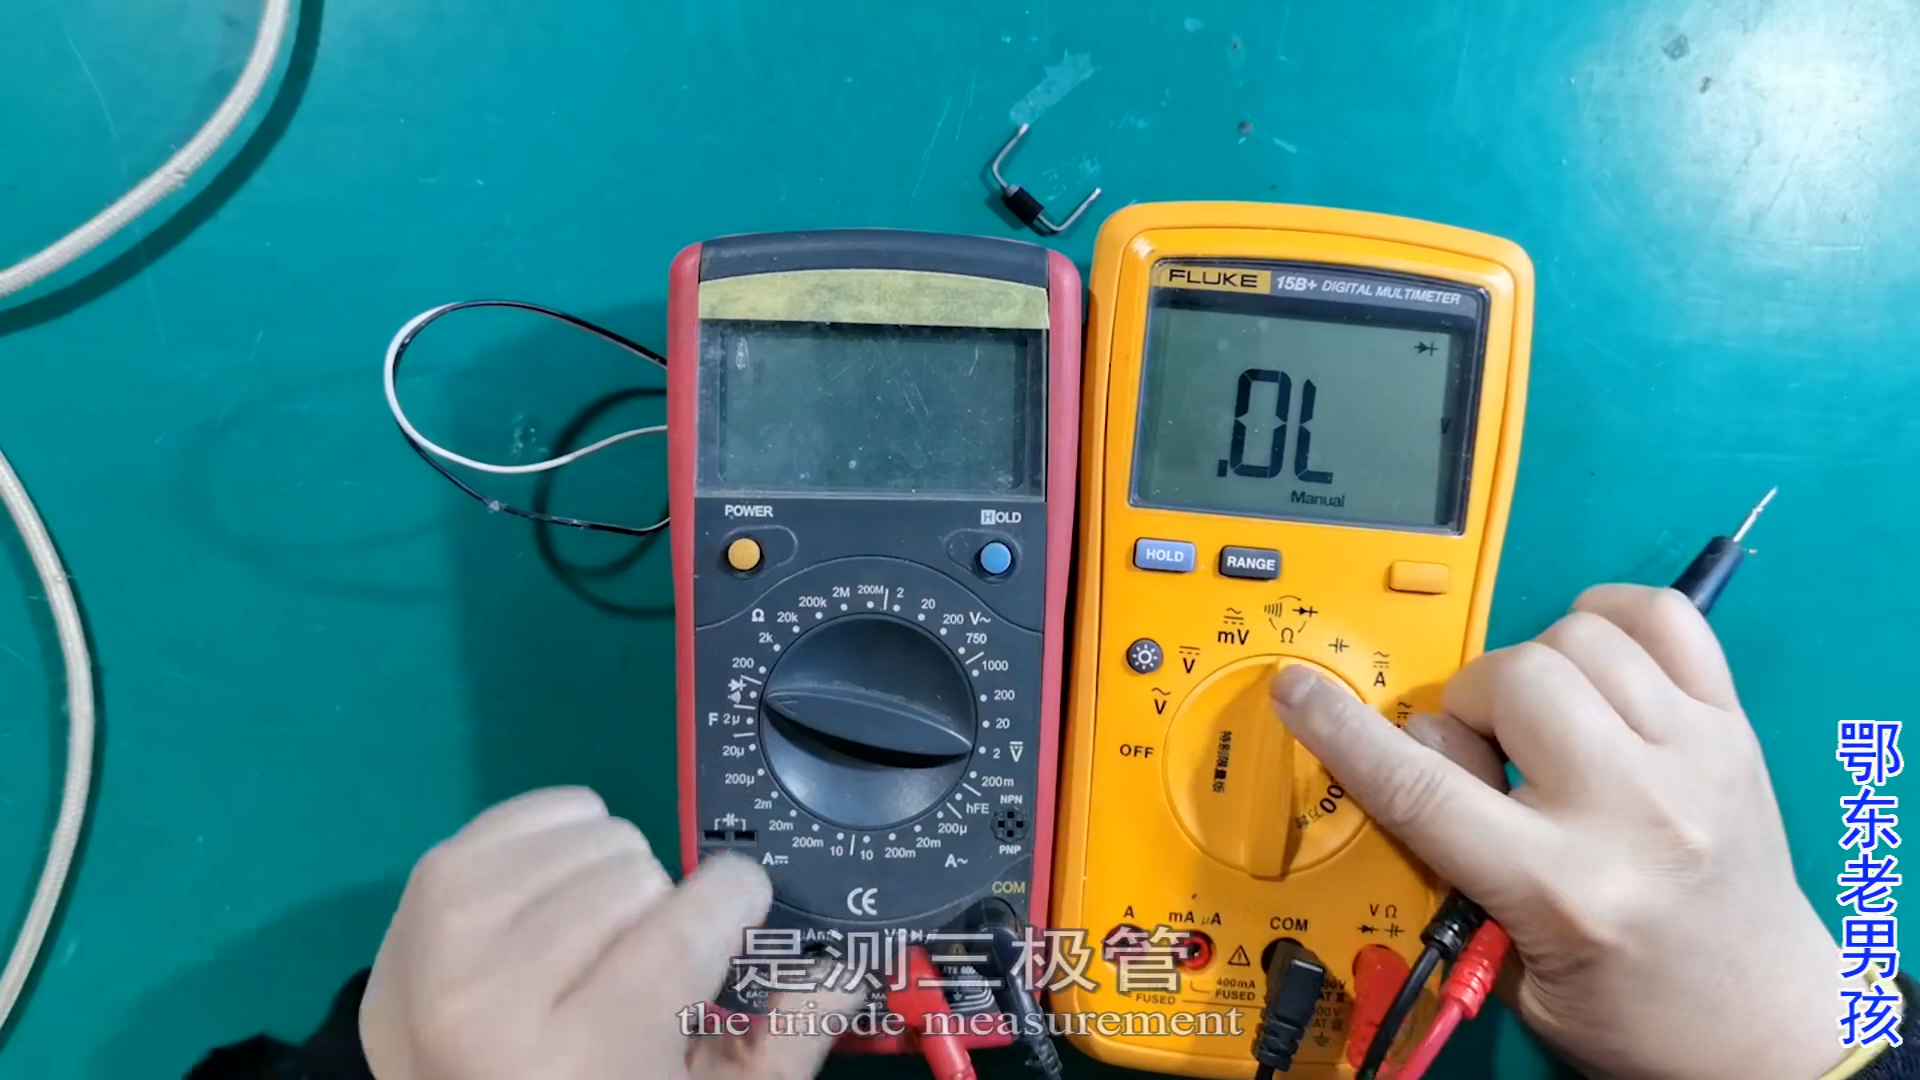 FLUKE 15B+ DIGITAL MULTIMETER
.OL
V
Manual
POWER
HOLD
HOLD
RANGE
Ω
20k
200k
2M
200M
2
20
200
V~
750
1000
200
20
2
V
200m
hFE
NPN
PNP
200μ
20m
A~
200m
10
10
200m
20m
A
2m
200μ
20μ
F 2μ
200
2k
CE
COM
mV
Ω
V
V
OFF
A
A
mA μA
COM
V Ω
FUSED
400mA
FUSED
是测三极管
the triode measurement
鄂东老男孩